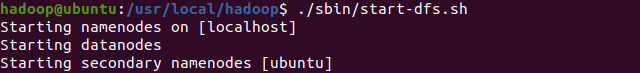 hadoop@ubuntu:/usr/local/hadoop$ ./sbin/start-dfs.sh
Starting namenodes on [localhost]
Starting datanodes
Starting secondary namenodes [ubuntu]